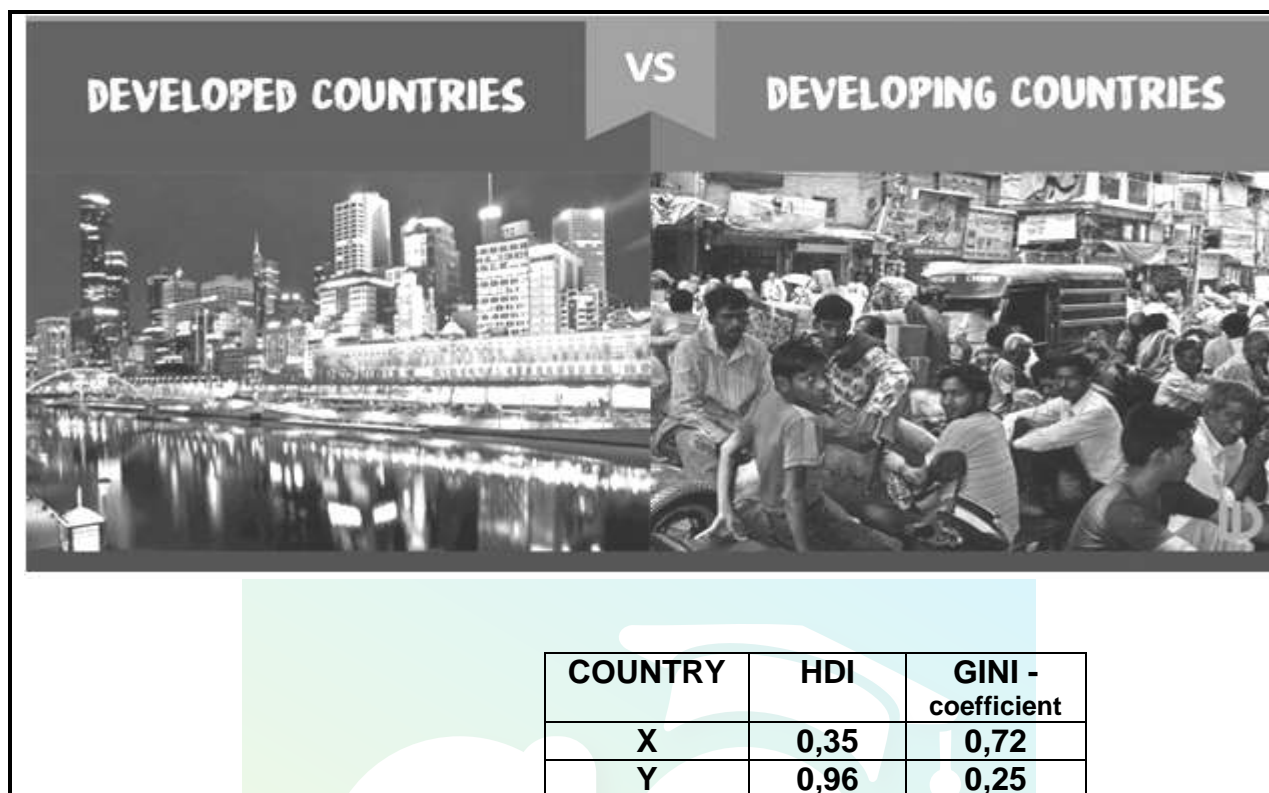 DEVELOPED COUNTRIES
VS
DEVELOPING COUNTRIES
COUNTRY HDI GINI -
coefficient
X 0,35 0,72
Y 0,96 0,25